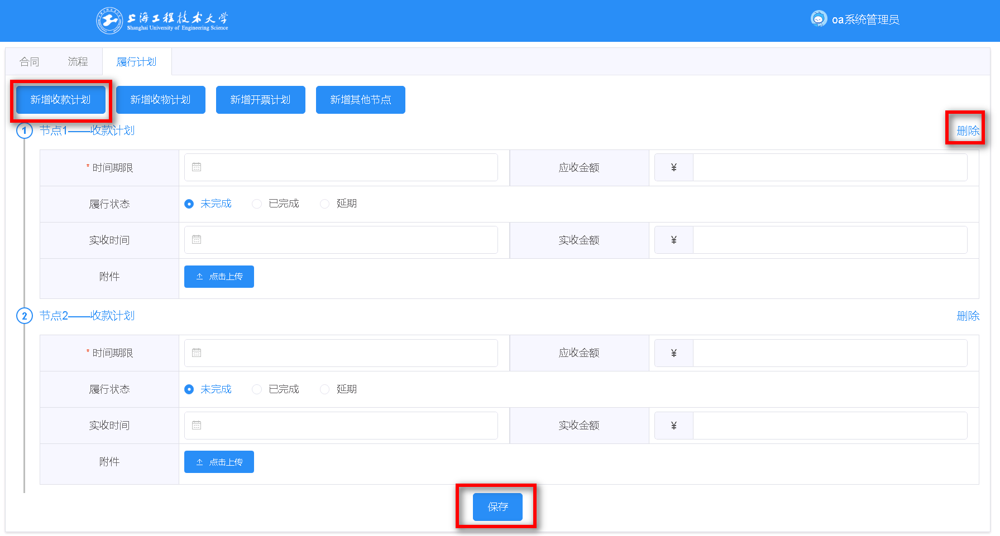 上海工程技术大学
Shanghai University of Engineering Science
oa系统管理员
合同 流程 履行计划
新增收款计划 新增收物计划 新增开票计划 新增其他节点
1 节点1——收款计划 删除
* 时间期限 应收金额 ¥
履行状态 未完成 已完成 延期
实收时间 实收金额 ¥
附件 点击上传
2 节点2——收款计划 删除
* 时间期限 应收金额 ¥
履行状态 未完成 已完成 延期
实收时间 实收金额 ¥
附件 点击上传
保存